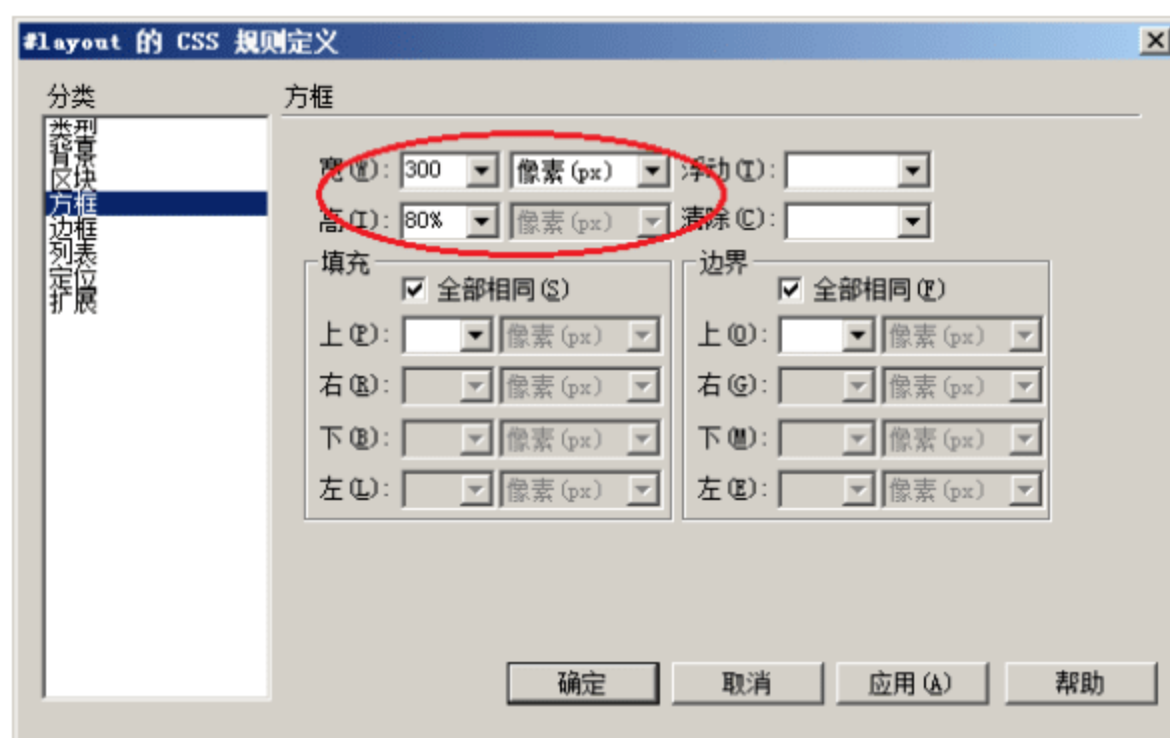 #layout 的 CSS 规则定义
分类
方框
类型
背景
区块
方框
边框
列表
定位
扩展
宽(W): 300 像素(px) 浮动(T):
高(I): 80% 像素(px) 清除(C):
填充 边界
全部相同(S) 全部相同(F)
上(P): 像素(px) 上(O): 像素(px)
右(R): 像素(px) 右(G): 像素(px)
下(B): 像素(px) 下(M): 像素(px)
左(L): 像素(px) 左(E): 像素(px)
确定 取消 应用(A) 帮助